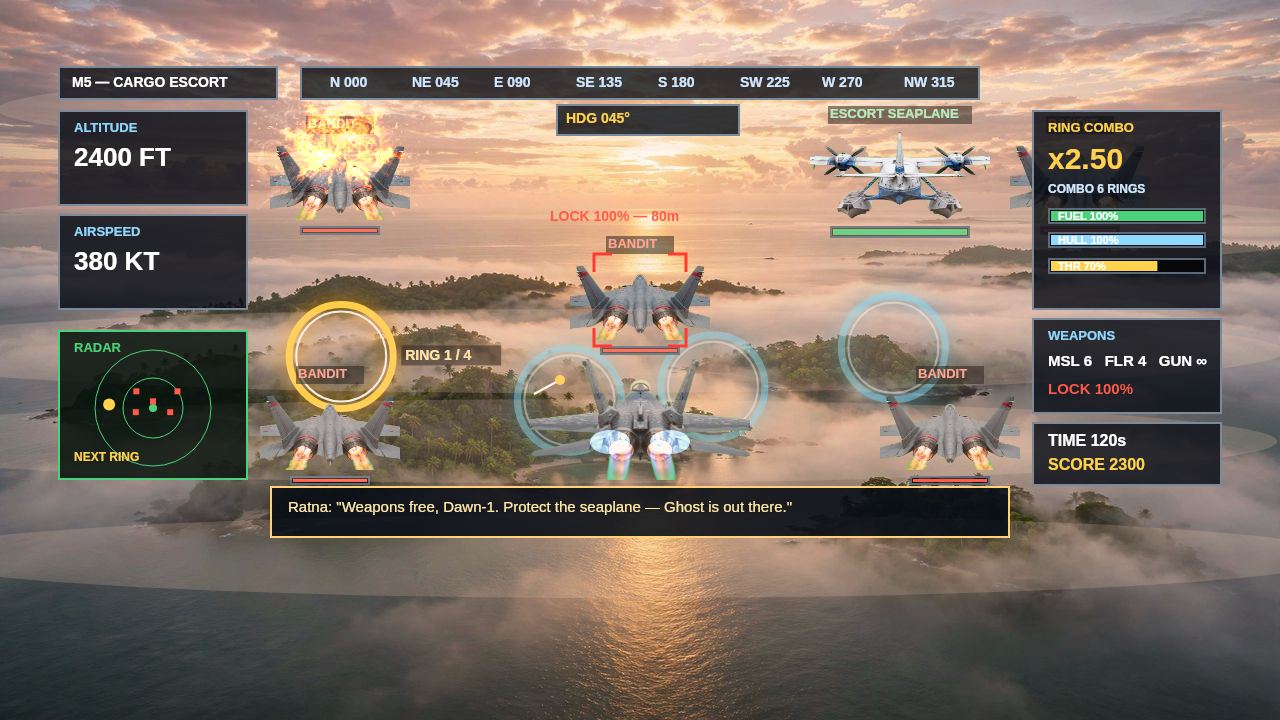 M5 — CARGO ESCORT
N 000 NE 045 E 090 SE 135 S 180 SW 225 W 270 NW 315
HDG 045°
ALTITUDE
2400 FT
AIRSPEED
380 KT
RADAR
NEXT RING
BANDIT
ESCORT SEAPLANE
LOCK 100% — 80m
BANDIT
RING 1 / 4
BANDIT
BANDIT
RING COMBO
x2.50
COMBO 6 RINGS
FUEL 100%
HULL 100%
THR 70%
WEAPONS
MSL 6 FLR 4 GUN ∞
LOCK 100%
TIME 120s
SCORE 2300
Ratna: "Weapons free, Dawn-1. Protect the seaplane — Ghost is out there."